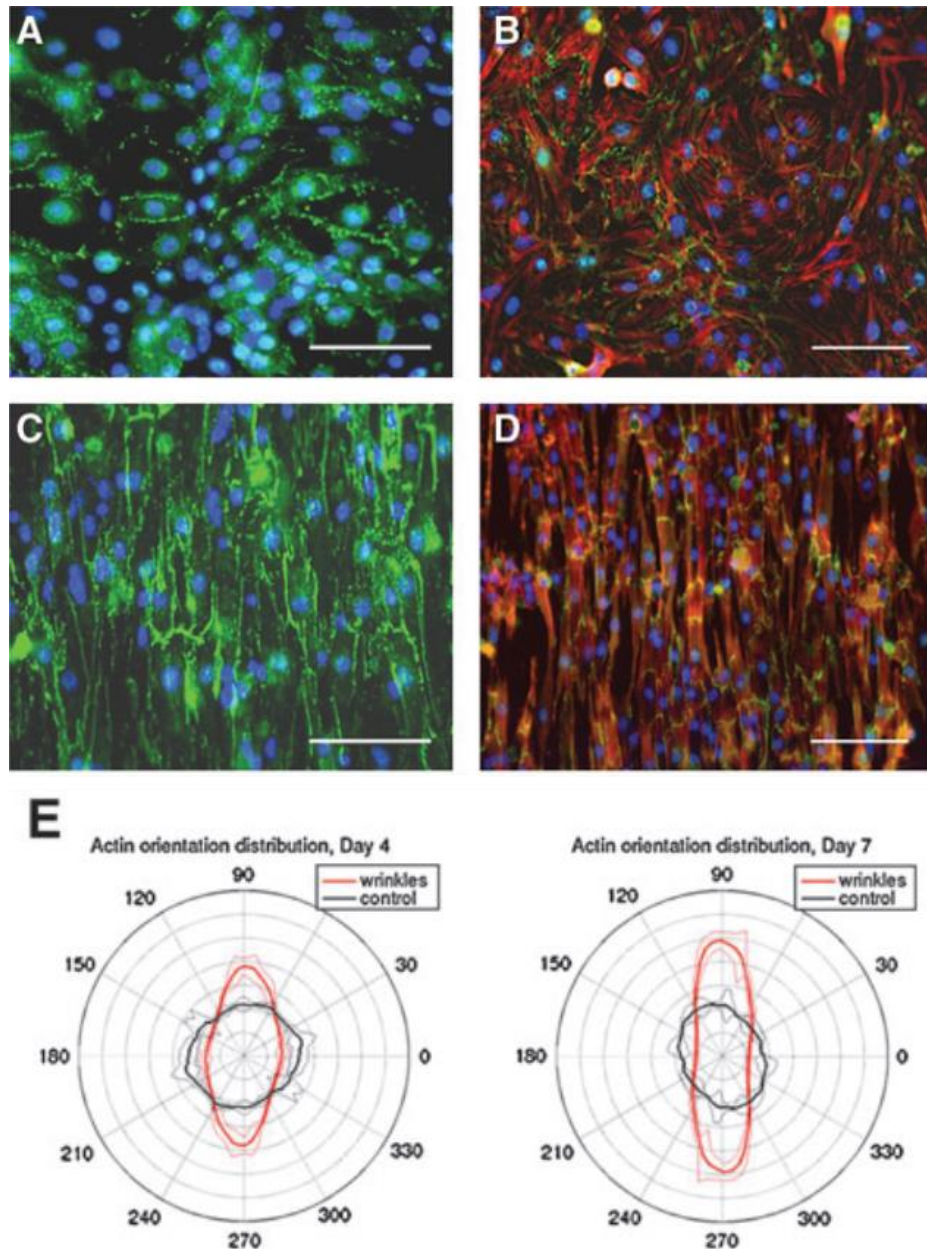 A
B
C
D
E
Actin orientation distribution, Day 4
wrinkles
control
90
120
150
30
180
0
210
330
240
300
270
Actin orientation distribution, Day 7
wrinkles
control
90
120
150
30
180
0
210
330
240
300
270